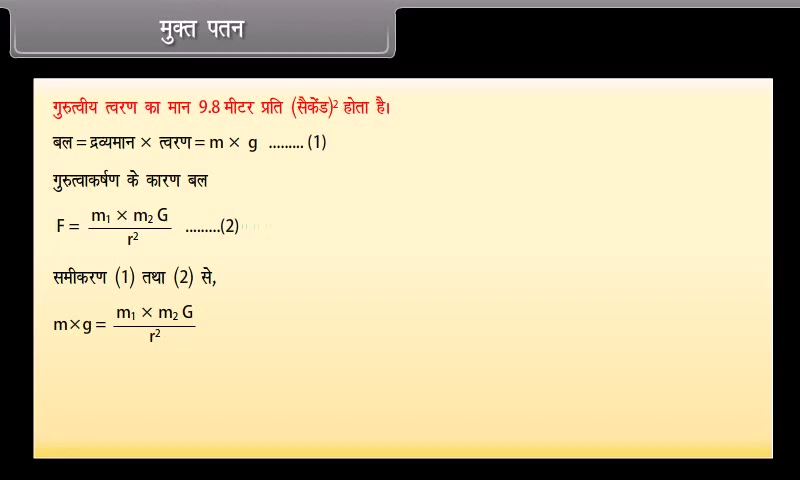 मुक्त पतन
गुरुत्वीय त्वरण का मान 9.8 मीटर प्रति (सैकेंड)² होता है।
बल = द्रव्यमान × त्वरण = m × g ......... (1)
गुरुत्वाकर्षण के कारण बल
F = m₁ × m₂ G / r² .........(2)
समीकरण (1) तथा (2) से,
m×g = m₁ × m₂ G / r²